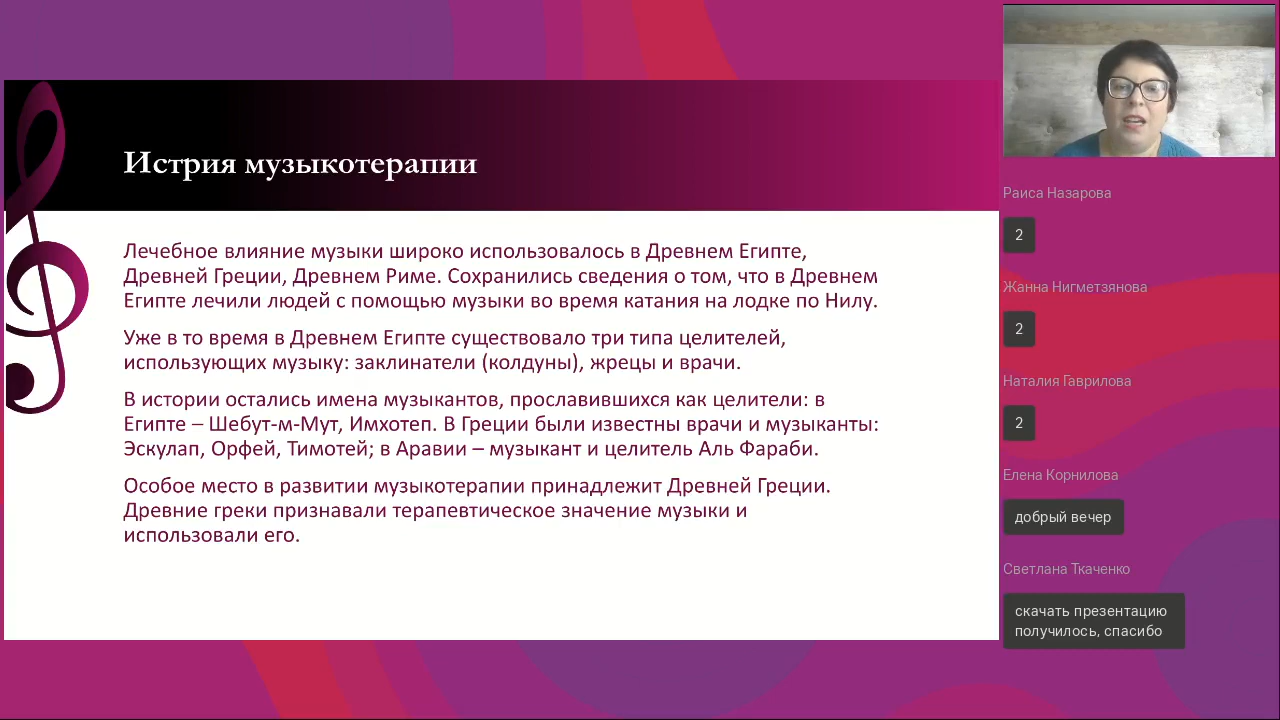 Истрия музыкотерапии
Лечебное влияние музыки широко использовалось в Древнем Египте,
Древней Греции, Древнем Риме. Сохранились сведения о том, что в Древнем
Египте лечили людей с помощью музыки во время катания на лодке по Нилу.
Уже в то время в Древнем Египте существовало три типа целителей,
использующих музыку: заклинатели (колдуны), жрецы и врачи.
В истории остались имена музыкантов, прославившихся как целители: в
Египте – Шебут-м-Мут, Имхотеп. В Греции были известны врачи и музыканты:
Эскулап, Орфей, Тимотей; в Аравии – музыкант и целитель Аль Фараби.
Особое место в развитии музыкотерапии принадлежит Древней Греции.
Древние греки признавали терапевтическое значение музыки и
использовали его.
Раиса Назарова
2
Жанна Нигметзянова
2
Наталия Гаврилова
2
Елена Корнилова
добрый вечер
Светлана Ткаченко
скачать презентацию
получилось, спасибо